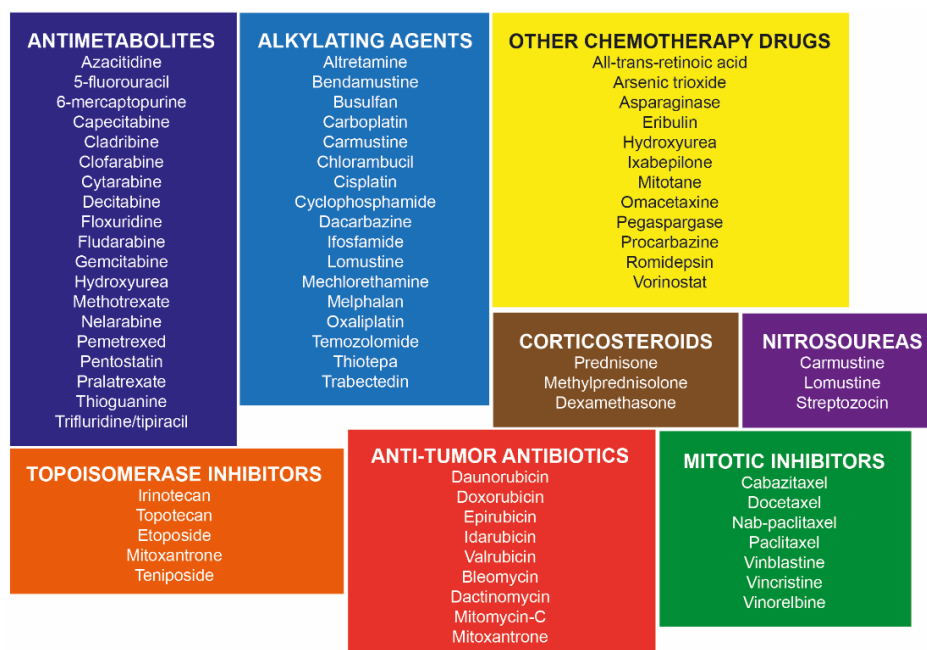 ANTIMETABOLITES
Azacitidine
5-fluorouracil
6-mercaptopurine
Capecitabine
Cladribine
Clofarabine
Cytarabine
Decitabine
Floxuridine
Fludarabine
Gemcitabine
Hydroxyurea
Methotrexate
Nelarabine
Pemetrexed
Pentostatin
Pralatrexate
Thioguanine
Trifluridine/tipiracil
ALKYLATING AGENTS
Altretamine
Bendamustine
Busulfan
Carboplatin
Carmustine
Chlorambucil
Cisplatin
Cyclophosphamide
Dacarbazine
Ifosfamide
Lomustine
Mechlorethamine
Melphalan
Oxaliplatin
Temozolomide
Thiotepa
Trabectedin
OTHER CHEMOTHERAPY DRUGS
All-trans-retinoic acid
Arsenic trioxide
Asparaginase
Eribulin
Hydroxyurea
Ixabepilone
Mitotane
Omacetaxine
Pegaspargase
Procarbazine
Romidepsin
Vorinostat
CORTICOSTEROIDS
Prednisone
Methylprednisolone
Dexamethasone
NITROSOUREAS
Carmustine
Lomustine
Streptozocin
TOPOISOMERASE INHIBITORS
Irinotecan
Topotecan
Etoposide
Mitoxantrone
Teniposide
ANTI-TUMOR ANTIBIOTICS
Daunorubicin
Doxorubicin
Epirubicin
Idarubicin
Valrubicin
Bleomycin
Dactinomycin
Mitomycin-C
Mitoxantrone
MITOTIC INHIBITORS
Cabazitaxel
Docetaxel
Nab-paclitaxel
Paclitaxel
Vinblastine
Vincristine
Vinorelbine